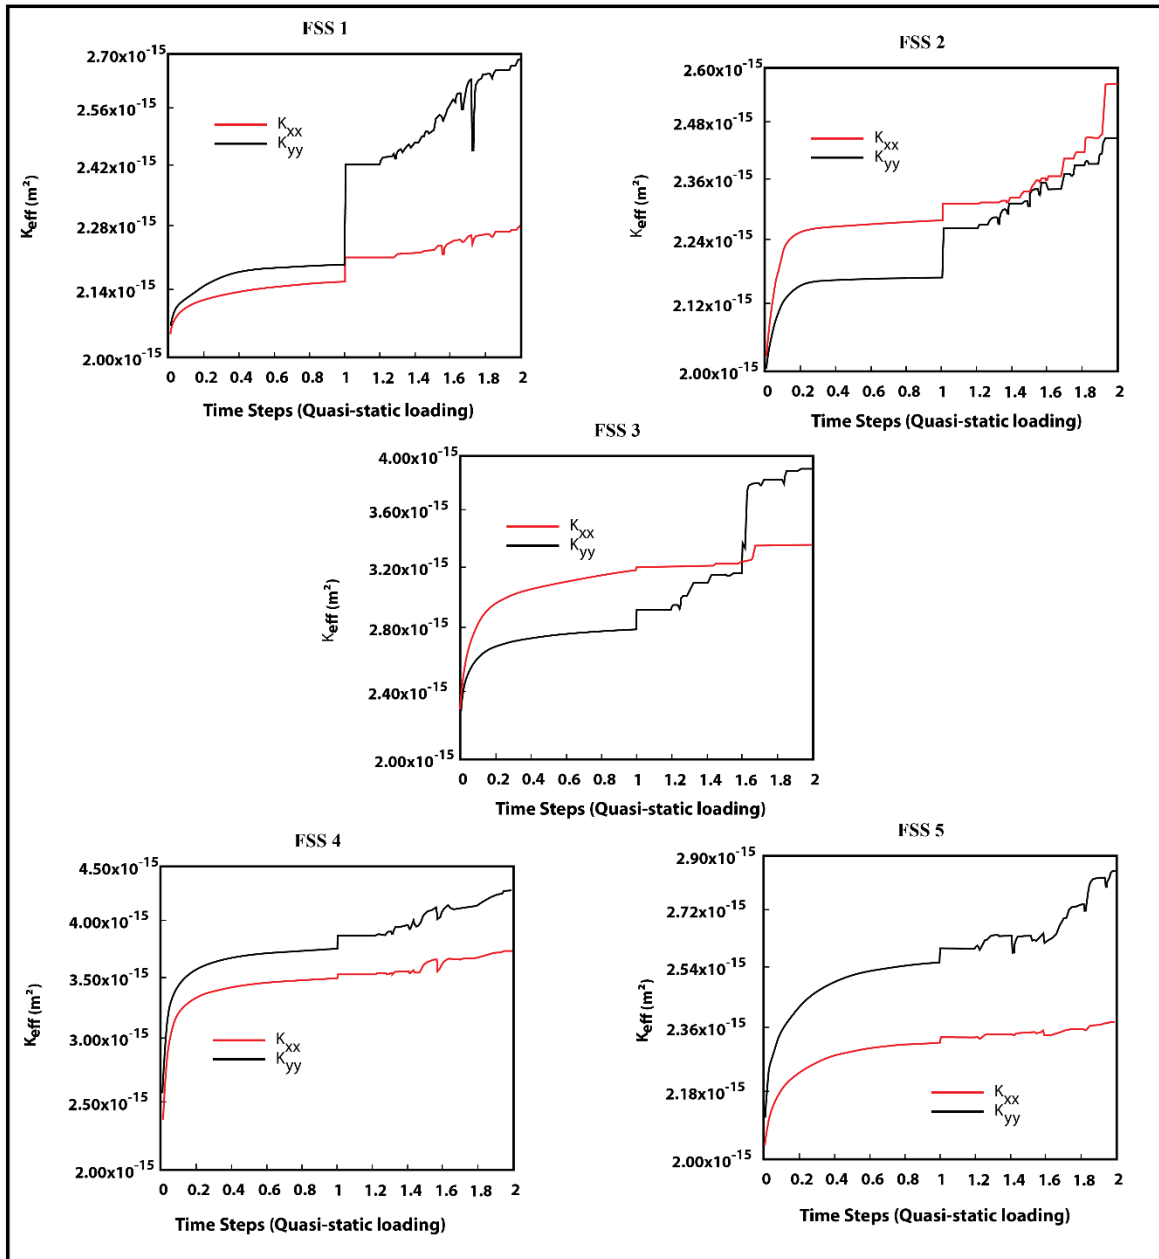 FSS 1
2.70x10⁻¹⁵
2.56x10⁻¹⁵
2.42x10⁻¹⁵
2.28x10⁻¹⁵
2.14x10⁻¹⁵
2.00x10⁻¹⁵
Keff (m²)
Kxx
Kyy
0 0.2 0.4 0.6 0.8 1 1.2 1.4 1.6 1.8 2
Time Steps (Quasi-static loading)
FSS 2
2.60x10⁻¹⁵
2.48x10⁻¹⁵
2.36x10⁻¹⁵
2.24x10⁻¹⁵
2.12x10⁻¹⁵
2.00x10⁻¹⁵
Keff (m²)
Kxx
Kyy
0 0.2 0.4 0.6 0.8 1 1.2 1.4 1.6 1.8 2
Time Steps (Quasi-static loading)
FSS 3
4.00x10⁻¹⁵
3.60x10⁻¹⁵
3.20x10⁻¹⁵
2.80x10⁻¹⁵
2.40x10⁻¹⁵
2.00x10⁻¹⁵
Keff (m²)
Kxx
Kyy
0 0.2 0.4 0.6 0.8 1 1.2 1.4 1.6 1.8 2
Time Steps (Quasi-static loading)
FSS 4
4.50x10⁻¹⁵
4.00x10⁻¹⁵
3.50x10⁻¹⁵
3.00x10⁻¹⁵
2.50x10⁻¹⁵
2.00x10⁻¹⁵
Keff (m²)
Kxx
Kyy
0 0.2 0.4 0.6 0.8 1 1.2 1.4 1.6 1.8 2
Time Steps (Quasi-static loading)
FSS 5
2.90x10⁻¹⁵
2.72x10⁻¹⁵
2.54x10⁻¹⁵
2.36x10⁻¹⁵
2.18x10⁻¹⁵
2.00x10⁻¹⁵
Keff (m²)
Kxx
Kyy
0 0.2 0.4 0.6 0.8 1 1.2 1.4 1.6 1.8 2
Time Steps (Quasi-static loading)